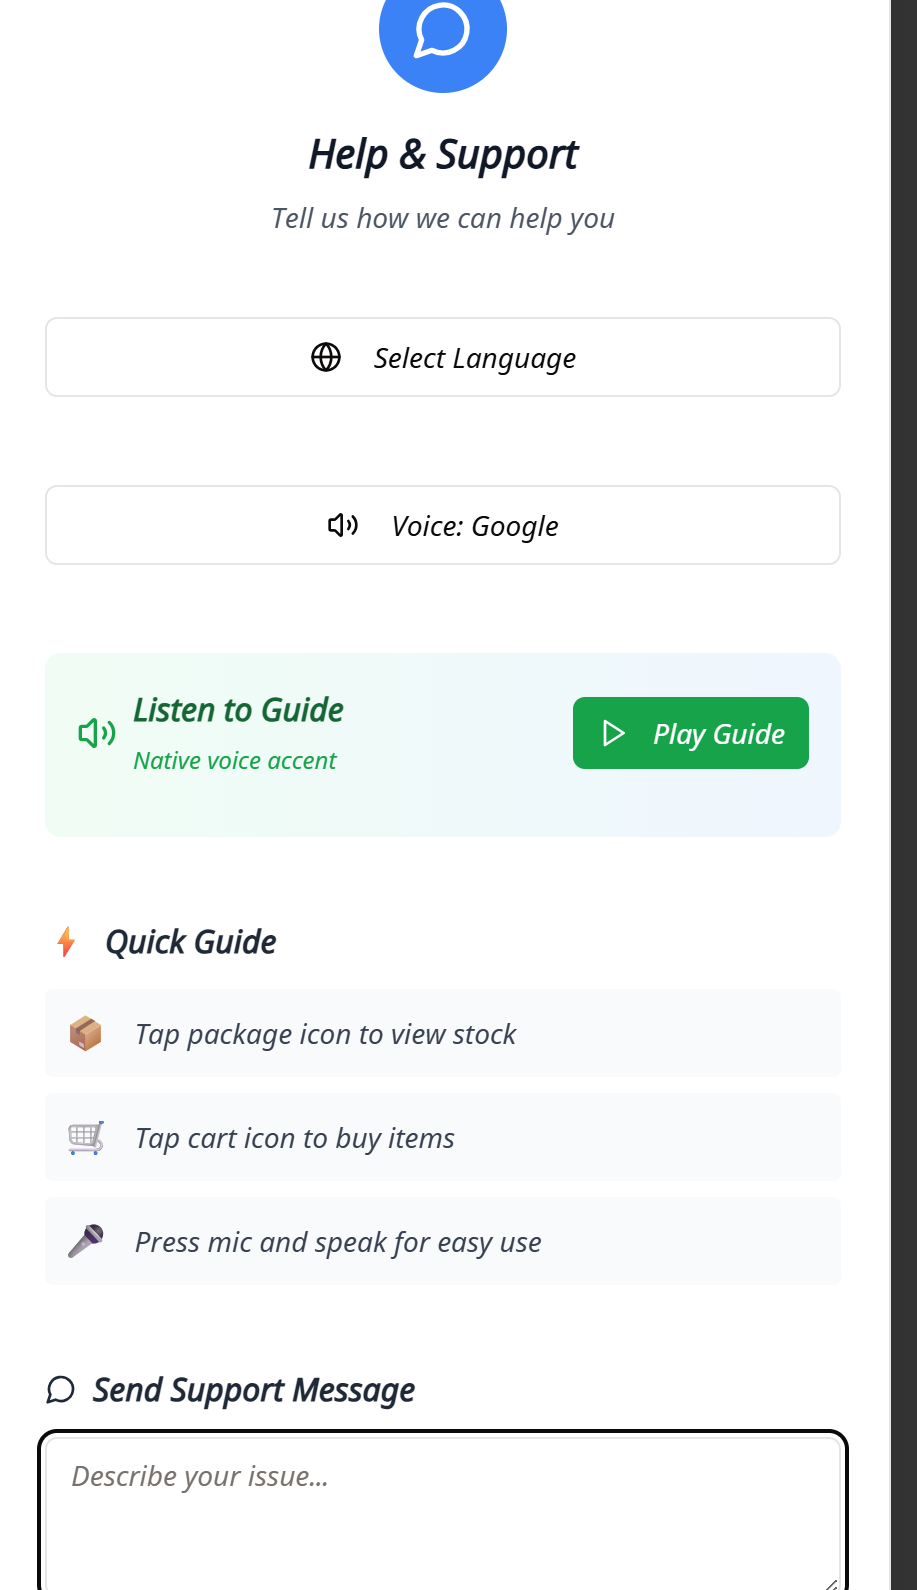 Help & Support
Tell us how we can help you
Select Language
Voice: Google
Listen to Guide
Native voice accent
Play Guide
Quick Guide
Tap package icon to view stock
Tap cart icon to buy items
Press mic and speak for easy use
Send Support Message
Describe your issue...